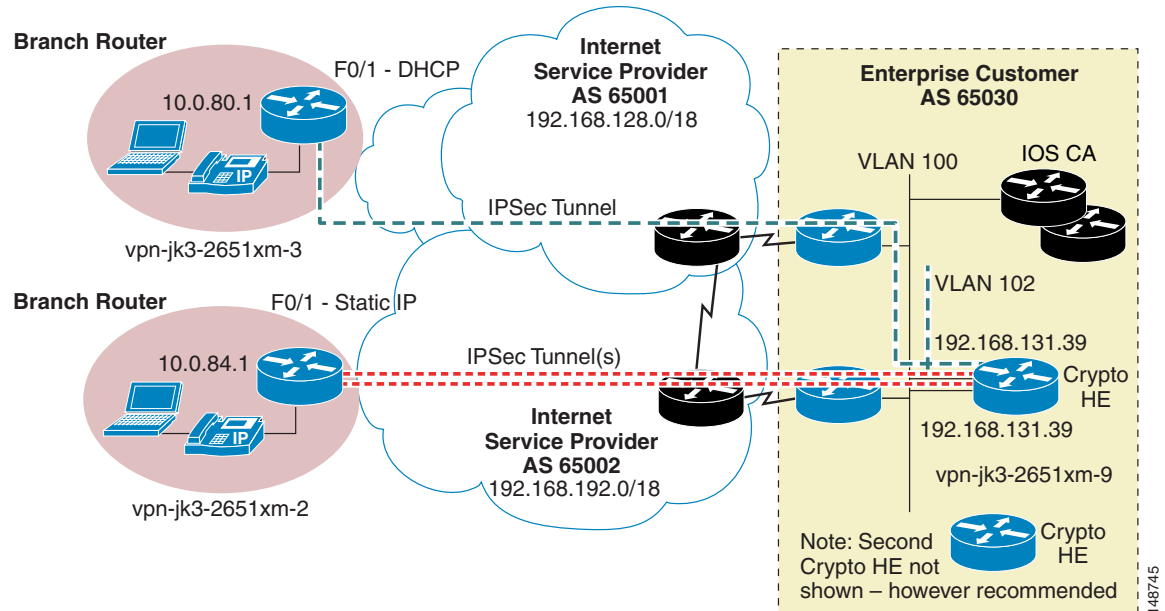 Branch Router
F0/1 - DHCP
10.0.80.1
IP
vpn-jk3-2651xm-3
Internet
Service Provider
AS 65001
192.168.128.0/18
IPSec Tunnel
Enterprise Customer
AS 65030
VLAN 100
IOS CA
VLAN 102
Branch Router
F0/1 - Static IP
10.0.84.1
IP
vpn-jk3-2651xm-2
IPSec Tunnel(s)
Internet
Service Provider
AS 65002
192.168.192.0/18
192.168.131.39
Crypto
HE
192.168.131.39
vpn-jk3-2651xm-9
Crypto
HE
Note: Second
Crypto HE not
shown – however recommended
148745